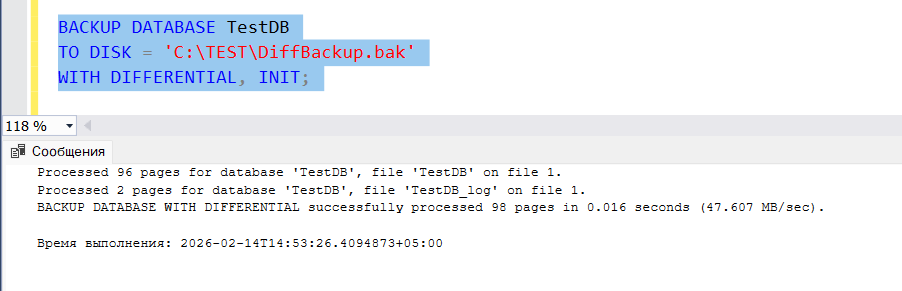 BACKUP DATABASE TestDB
TO DISK = 'C:\TEST\DiffBackup.bak'
WITH DIFFERENTIAL, INIT;
118 %
Сообщения
Processed 96 pages for database 'TestDB', file 'TestDB' on file 1.
Processed 2 pages for database 'TestDB', file 'TestDB_log' on file 1.
BACKUP DATABASE WITH DIFFERENTIAL successfully processed 98 pages in 0.016 seconds (47.607 MB/sec).
Время выполнения: 2026-02-14T14:53:26.4094873+05:00